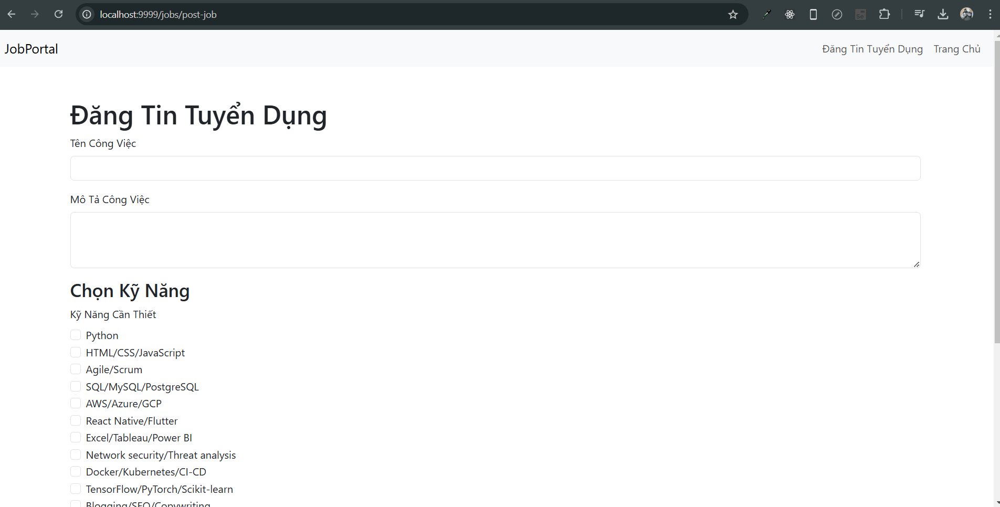 localhost:9999/jobs/post-job
JobPortal
Đăng Tin Tuyển Dụng
Trang Chủ
Đăng Tin Tuyển Dụng
Tên Công Việc
Mô Tả Công Việc
Chọn Kỹ Năng
Kỹ Năng Cần Thiết
Python
HTML/CSS/JavaScript
Agile/Scrum
SQL/MySQL/PostgreSQL
AWS/Azure/GCP
React Native/Flutter
Excel/Tableau/Power BI
Network security/Threat analysis
Docker/Kubernetes/CI-CD
TensorFlow/PyTorch/Scikit-learn
Blogging/SEO/Copywriting